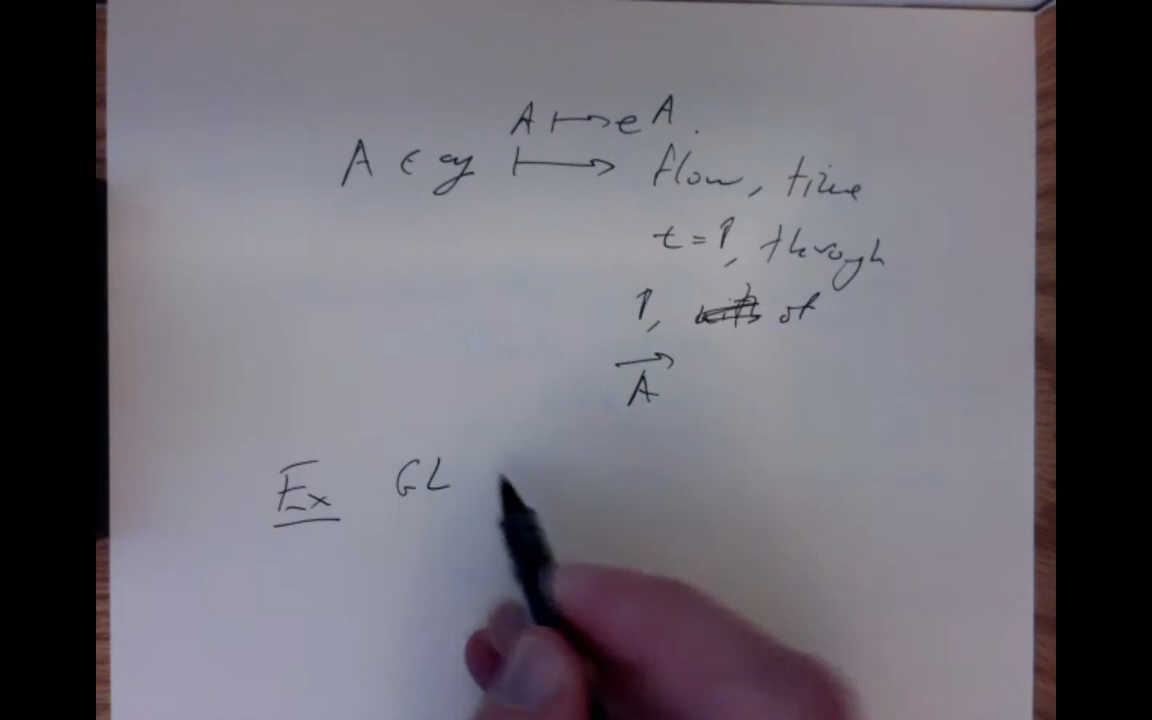 A ↦ e^A.
A ∈ 𝔤 ↦ flow, time
t = 1, through
1, of
→A
Ex GL